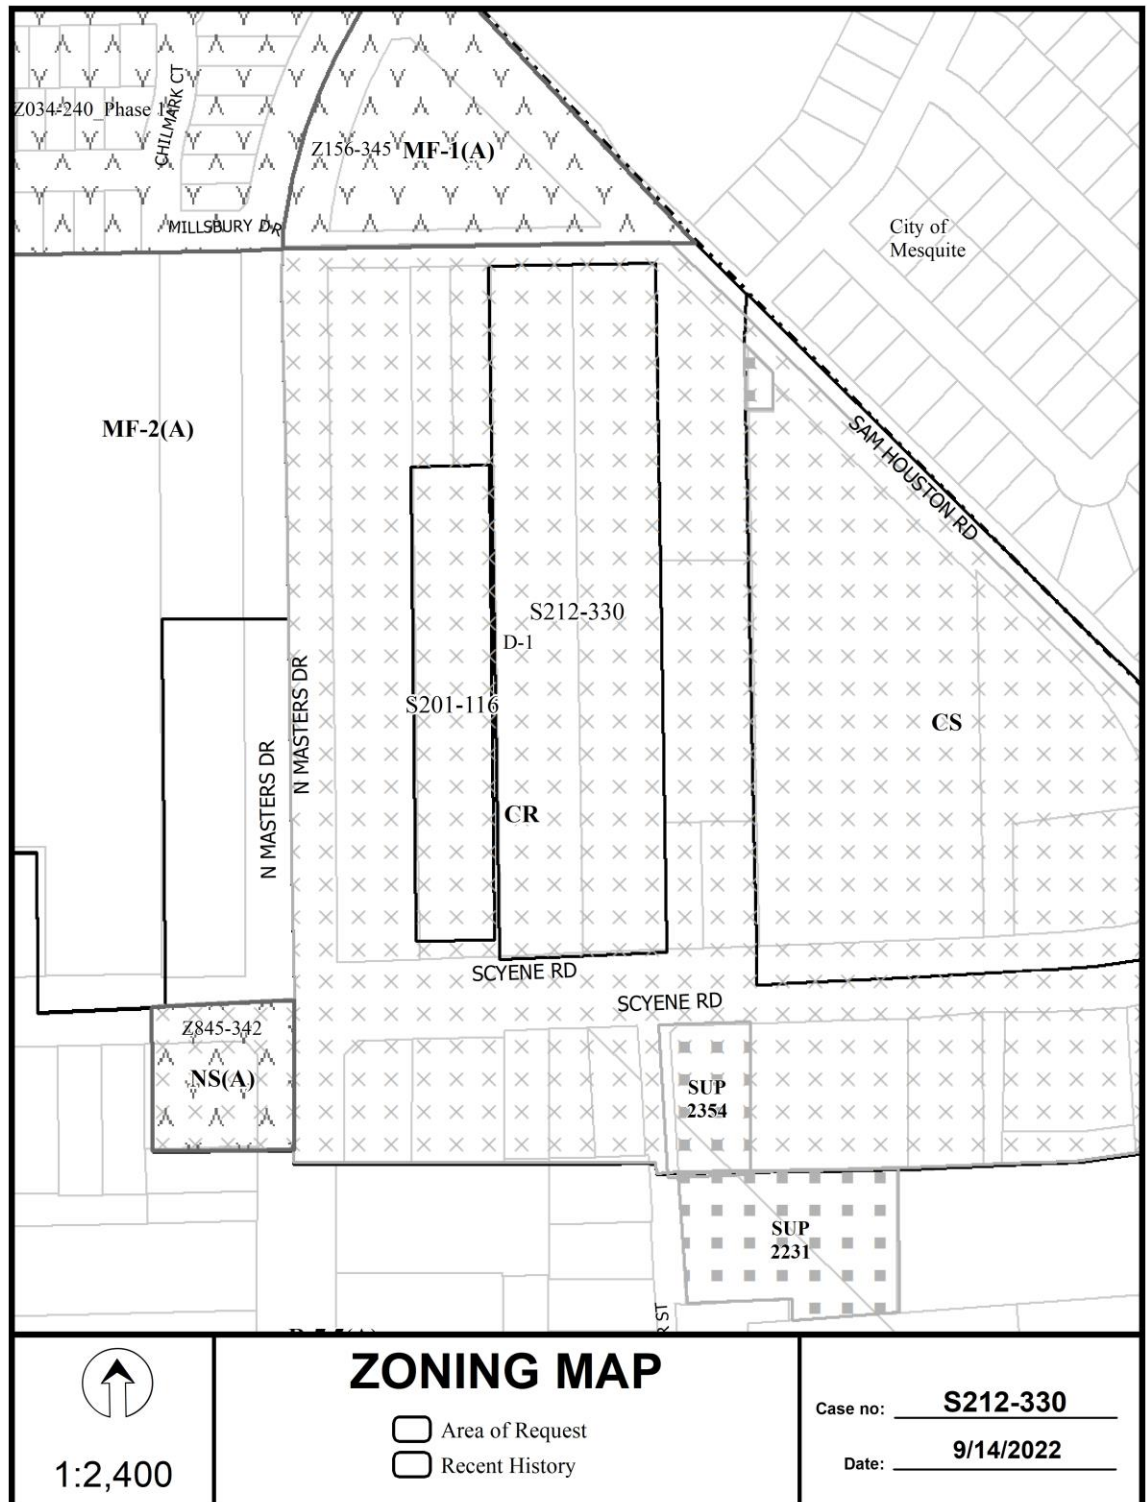 Z034-240_Phase 1
CHILMARK CT
Z156-345 MF-1(A)
MILLSBURY DR
City of
Mesquite
MF-2(A)
SAM HOUSTON RD
S212-330
D-1
N MASTERS DR
S201-116
CS
N MASTERS DR
CR
SCYENE RD
SCYENE RD
Z845-342
NS(A)
SUP
2354
SUP
2231
ST
ZONING MAP
Area of Request
Recent History
1:2,400
Case no: S212-330
Date: 9/14/2022